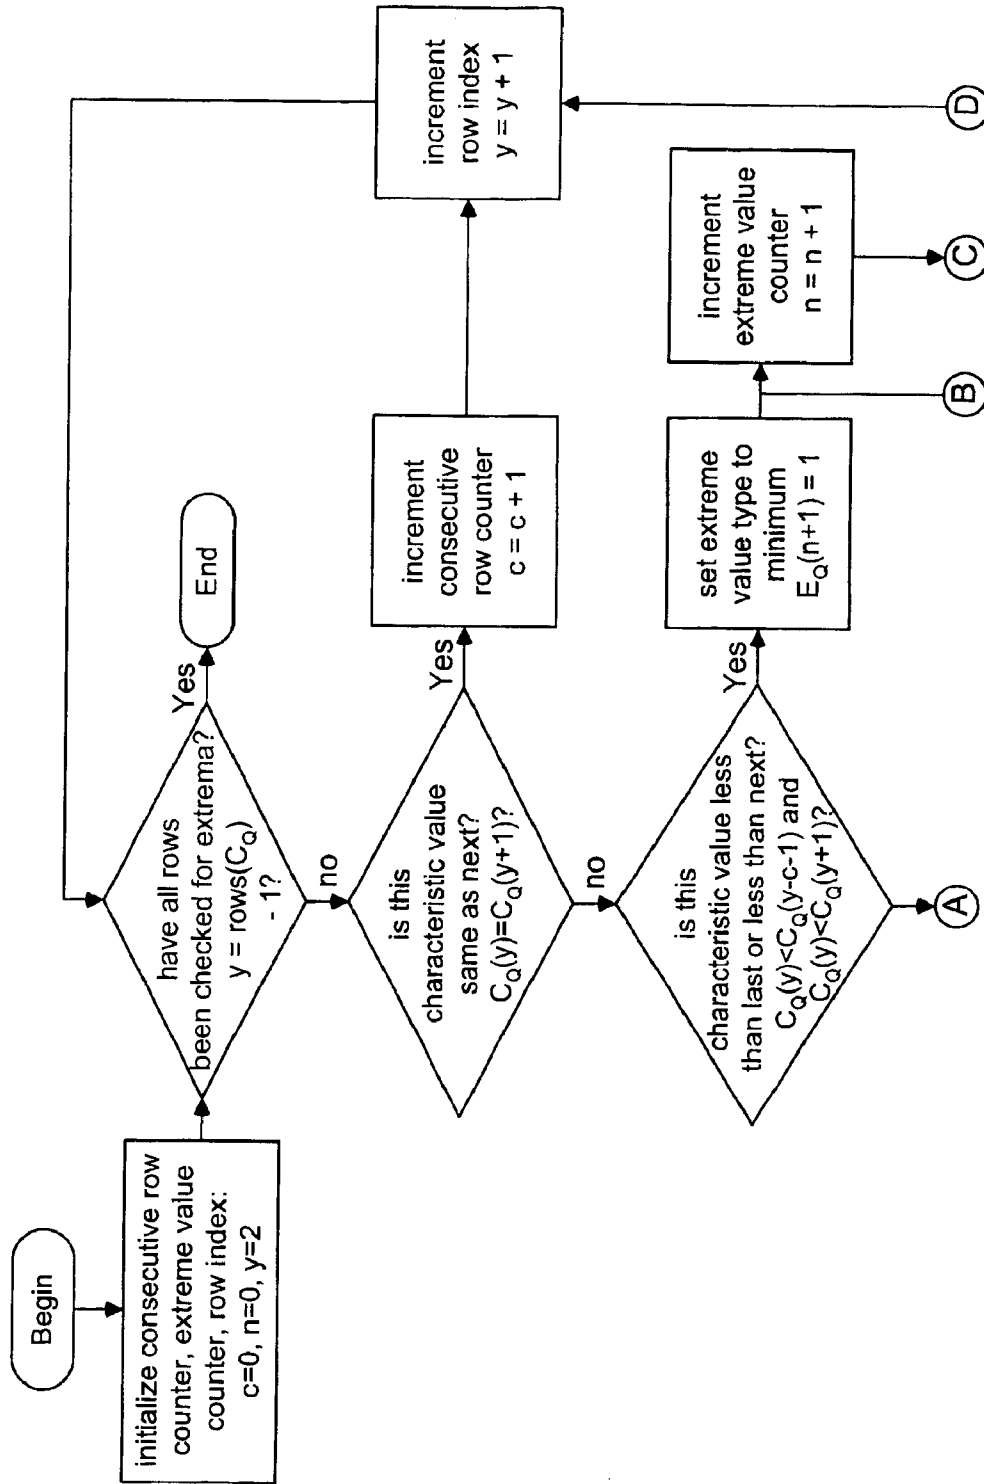 Begin
initialize consecutive row
counter, extreme value
counter, row index:
c=0, n=0, y=2
have all rows
been checked for extrema?
y = rows(C_Q)
- 1?
Yes
End
no
is this
characteristic value
same as next?
C_Q(y)=C_Q(y+1)?
Yes
increment
consecutive
row counter
c = c + 1
increment
row index
y = y + 1
no
is this
characteristic value less
than last or less than next?
C_Q(y)<C_Q(y-c-1) and
C_Q(y)<C_Q(y+1)?
Yes
set extreme
value type to
minimum
E_Q(n+1) = 1
increment
extreme value
counter
n = n + 1
A
B
C
D